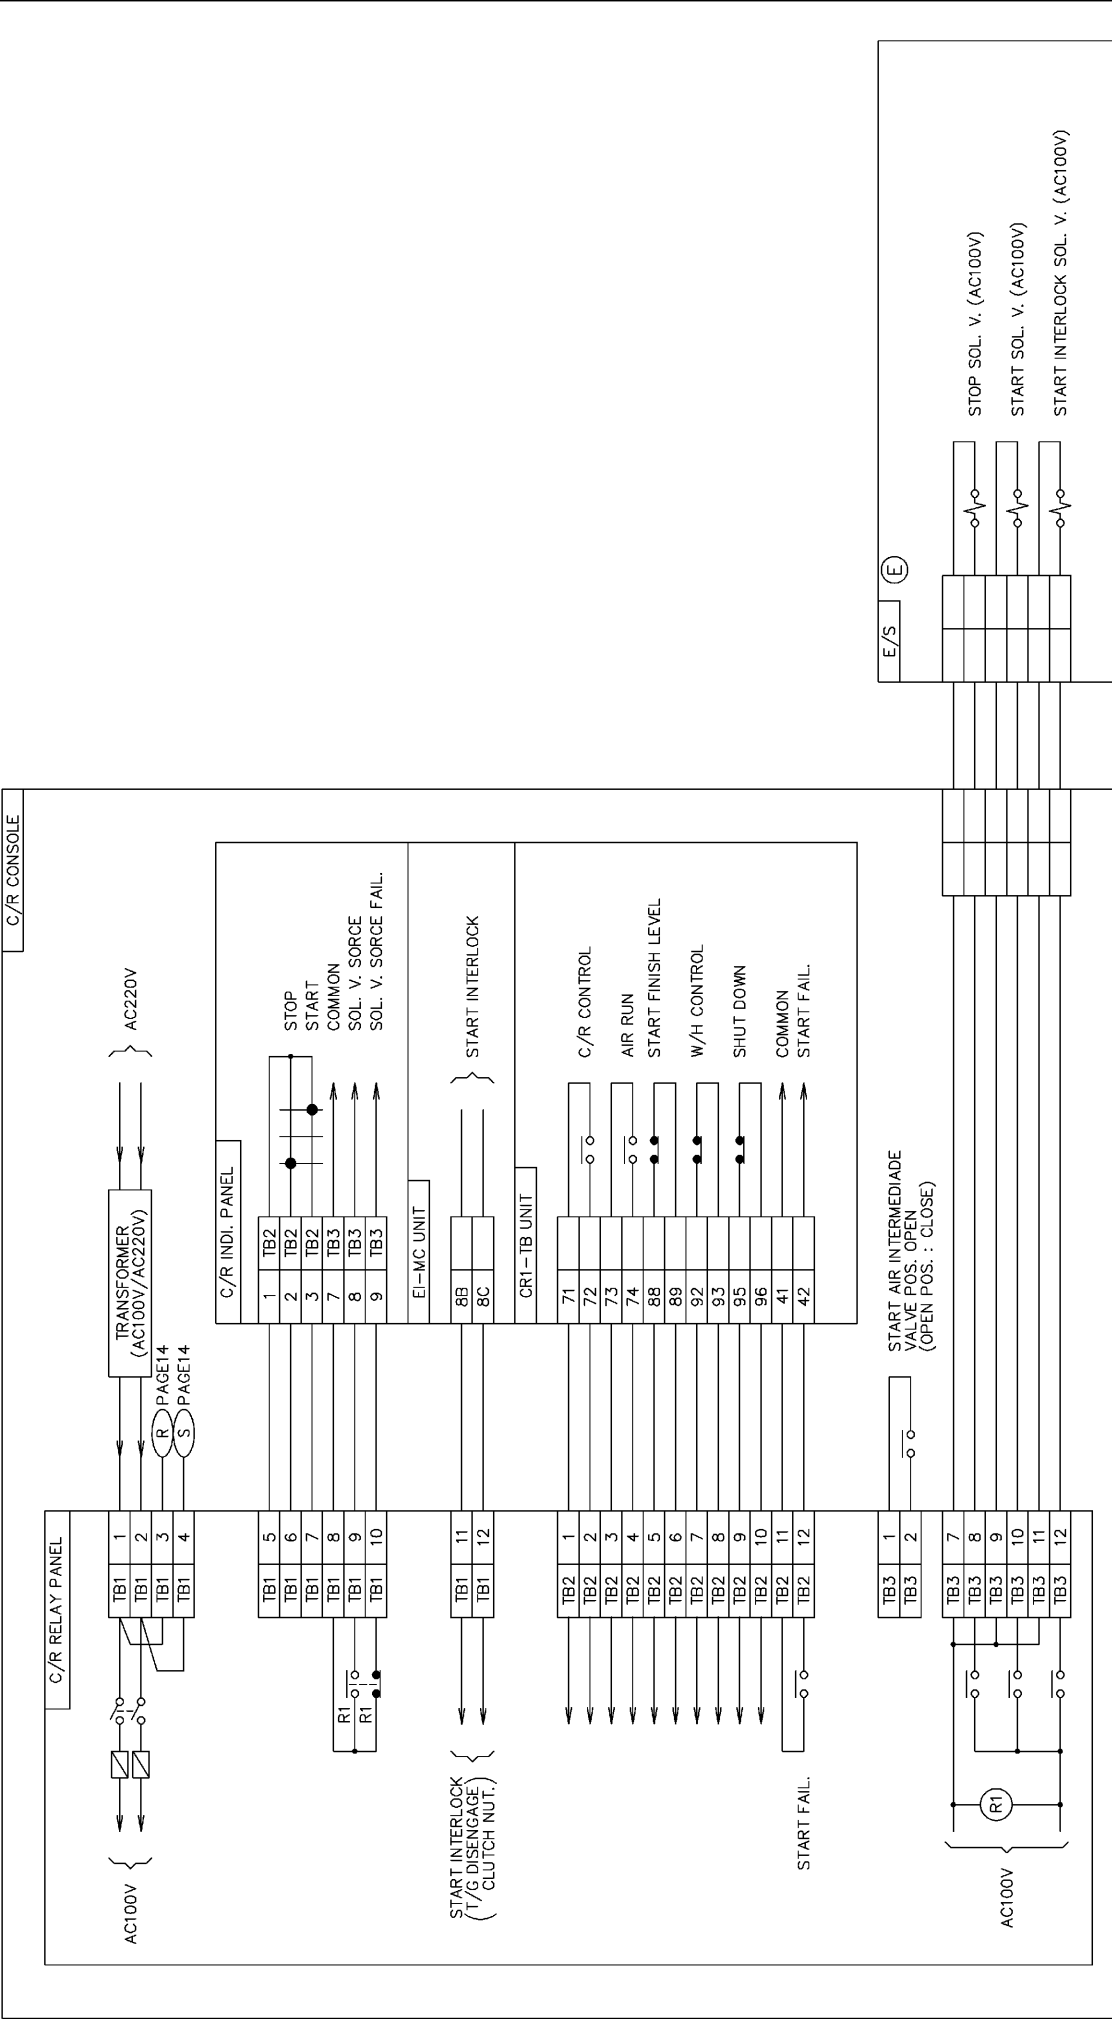 C/R CONSOLE
C/R RELAY PANEL
AC100V
TB1 1
TB1 2
TB1 3
TB1 4
TRANSFORMER
(AC100V/AC220V)
AC220V
R PAGE14
S PAGE14
C/R INDI. PANEL
TB1 5
TB1 6
TB1 7
TB1 8
TB1 9
TB1 10
R1
R1
1 TB2
2 TB2
3 TB2
7 TB3
8 TB3
9 TB3
STOP
START
COMMON
SOL. V. SORCE
SOL. V. SORCE FAIL.
EI-MC UNIT
START INTERLOCK
(T/G DISENGAGE)
CLUTCH NUT.
TB1 11
TB1 12
8B
8C
START INTERLOCK
CR1-TB UNIT
TB2 1
TB2 2
TB2 3
TB2 4
TB2 5
TB2 6
TB2 7
TB2 8
TB2 9
TB2 10
TB2 11
TB2 12
71
72
73
74
88
89
92
93
95
96
41
42
C/R CONTROL
AIR RUN
START FINISH LEVEL
W/H CONTROL
SHUT DOWN
COMMON
START FAIL.
START FAIL.
TB3 1
TB3 2
START AIR INTERMEDIADE
VALVE POS. OPEN
(OPEN POS. : CLOSE)
AC100V
R1
TB3 7
TB3 8
TB3 9
TB3 10
TB3 11
TB3 12
E/S
E
STOP SOL. V. (AC100V)
START SOL. V. (AC100V)
START INTERLOCK SOL. V. (AC100V)